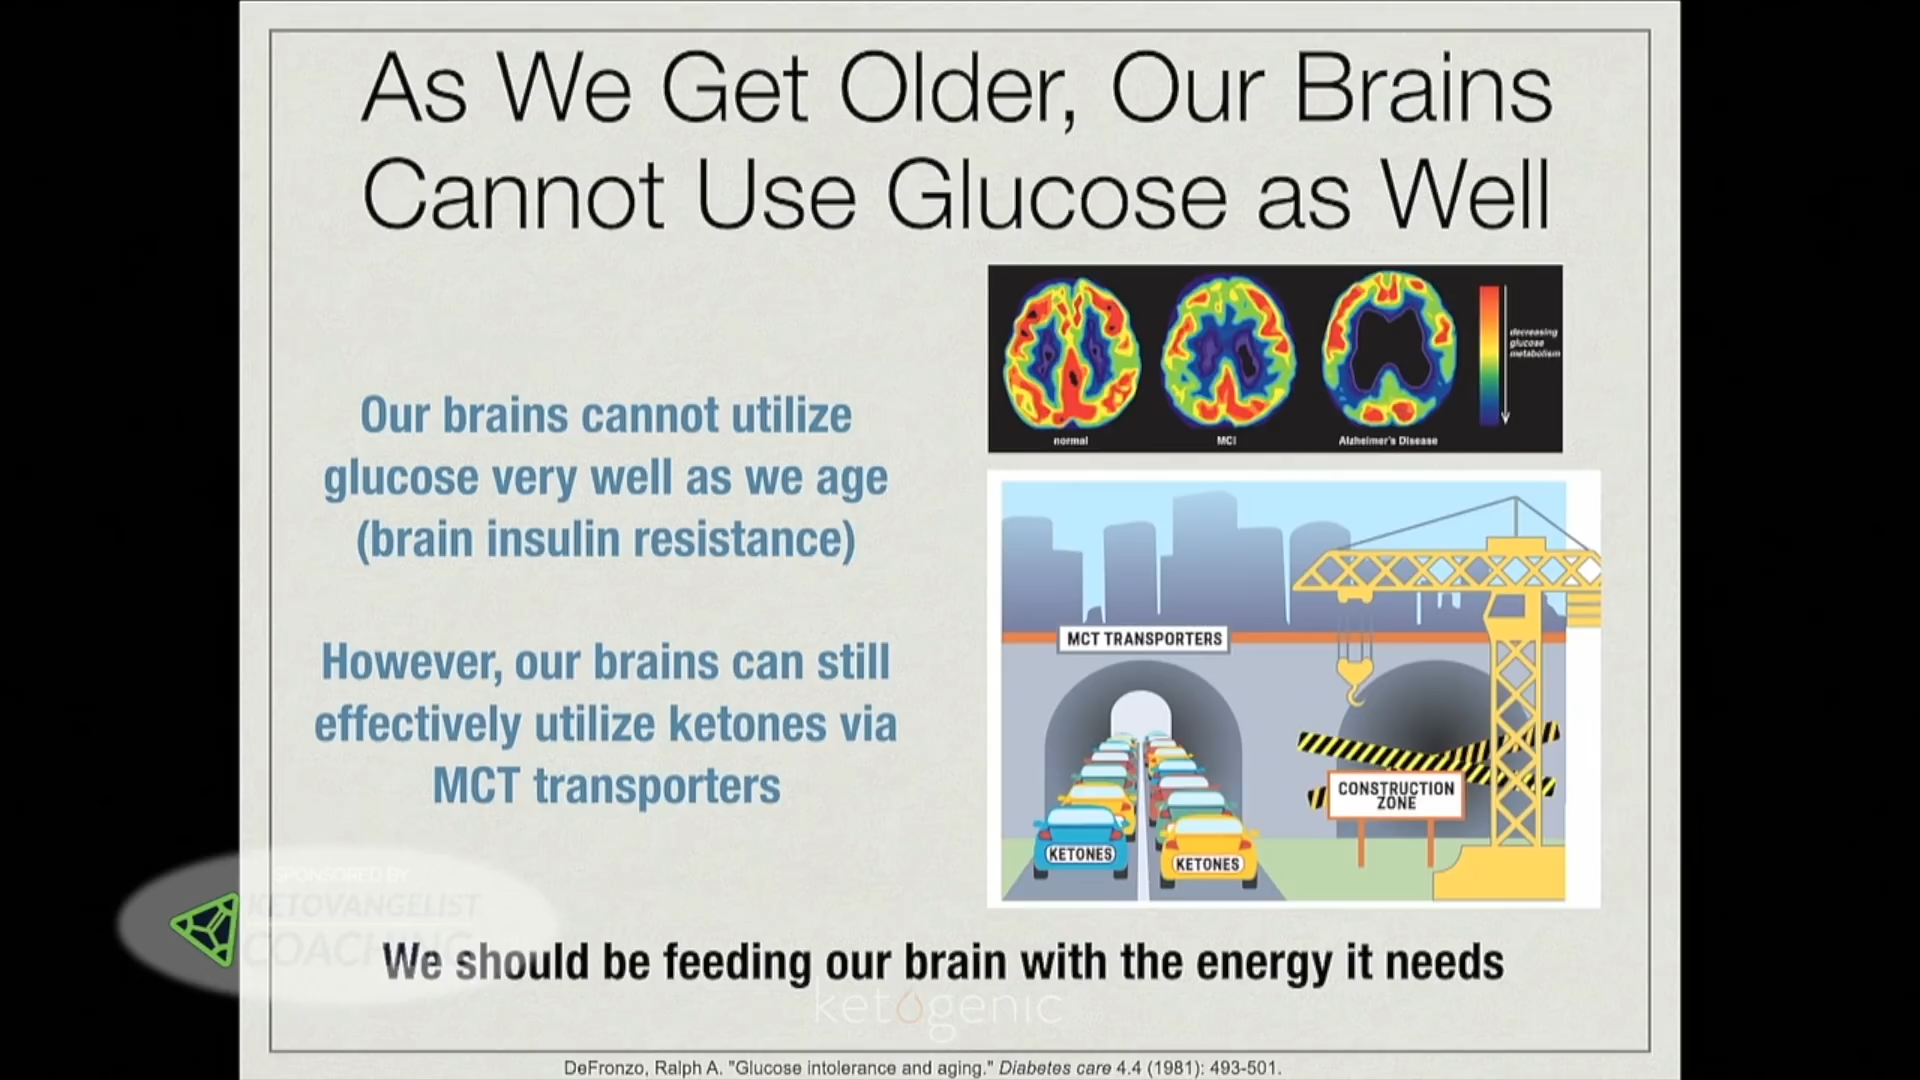 As We Get Older, Our Brains
Cannot Use Glucose as Well
Our brains cannot utilize
glucose very well as we age
(brain insulin resistance)
However, our brains can still
effectively utilize ketones via
MCT transporters
decreasing
glucose
metabolism
normal
MCI
Alzheimer's Disease
MCT TRANSPORTERS
CONSTRUCTION
ZONE
KETONES
KETONES
SPONSORED BY
KETOVANGELIST
COACHING
We should be feeding our brain with the energy it needs
ketogenic
DeFronzo, Ralph A. "Glucose intolerance and aging." Diabetes care 4.4 (1981): 493-501.